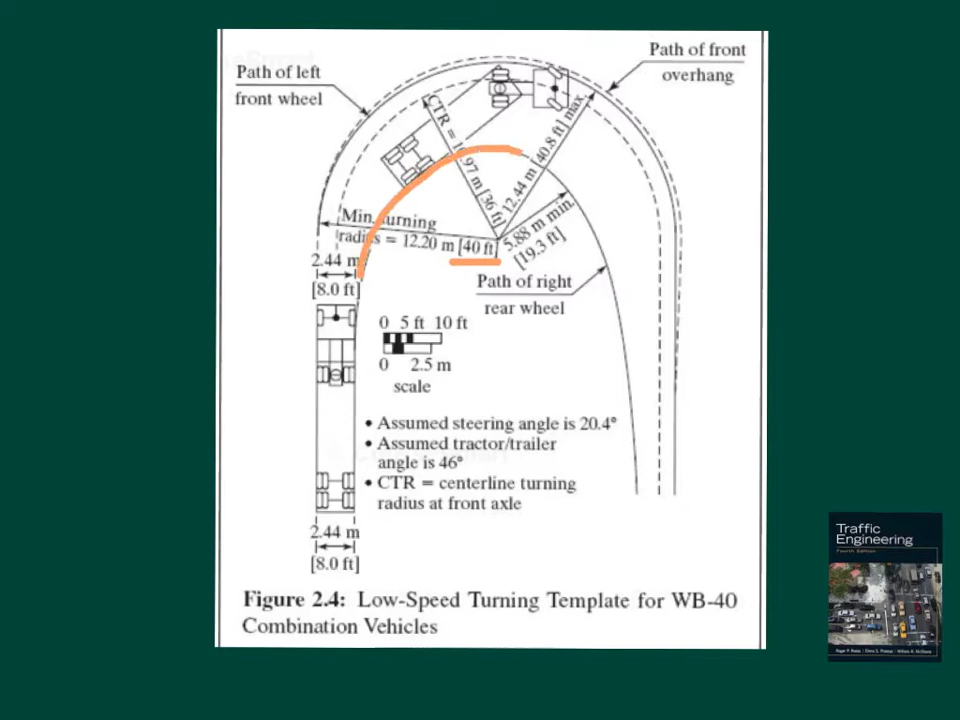 Path of left
front wheel
Path of front
overhang
12.44 m [40.8 ft] max.
Min. turning
radius = 12.20 m [40 ft]
5.88 m min.
[19.3 ft]
2.44 m
[8.0 ft]
Path of right
rear wheel
0 5 ft 10 ft
0 2.5 m
scale
• Assumed steering angle is 20.4°
• Assumed tractor/trailer
angle is 46°
• CTR = centerline turning
radius at front axle
2.44 m
[8.0 ft]
Figure 2.4: Low-Speed Turning Template for WB-40
Combination Vehicles
CTR = 97 m [36 ft]
Traffic
Engineering
Fourth Edition